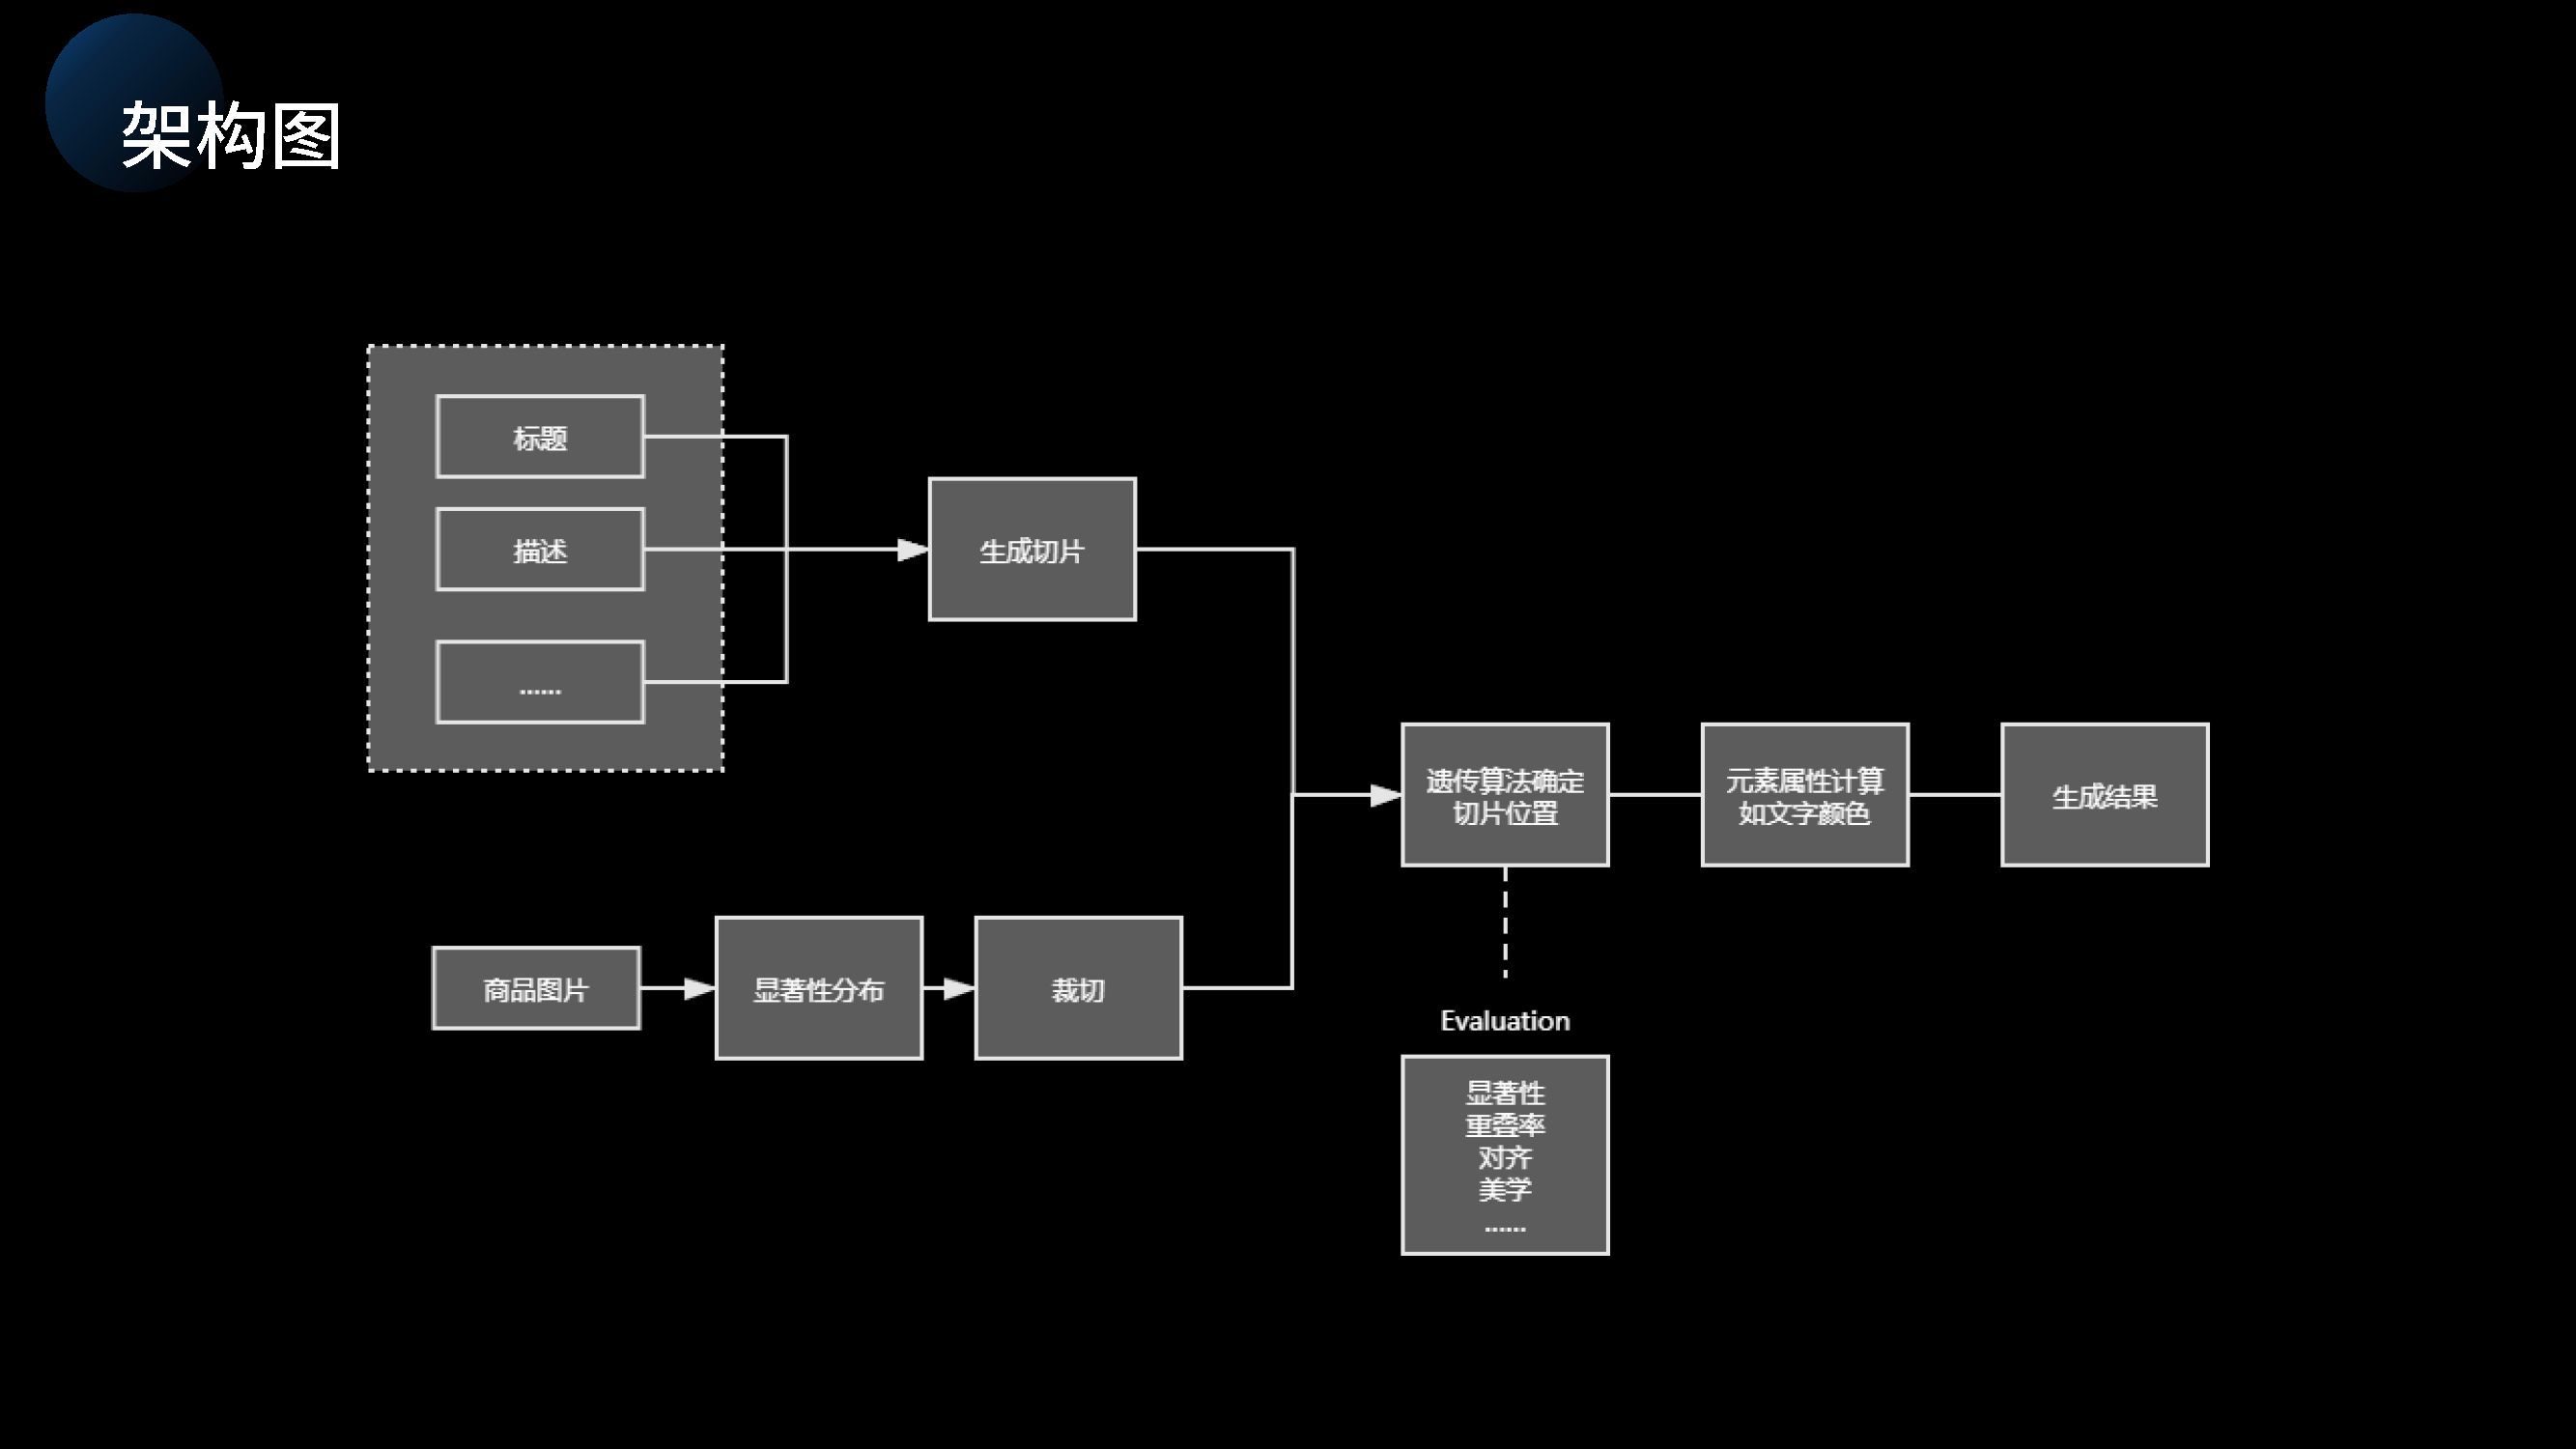 架构图
标题
描述
......
生成切片
商品图片
显著性分布
裁切
遗传算法确定
切片位置
元素属性计算
如文字颜色
生成结果
Evaluation
显著性
重叠率
对齐
美学
......